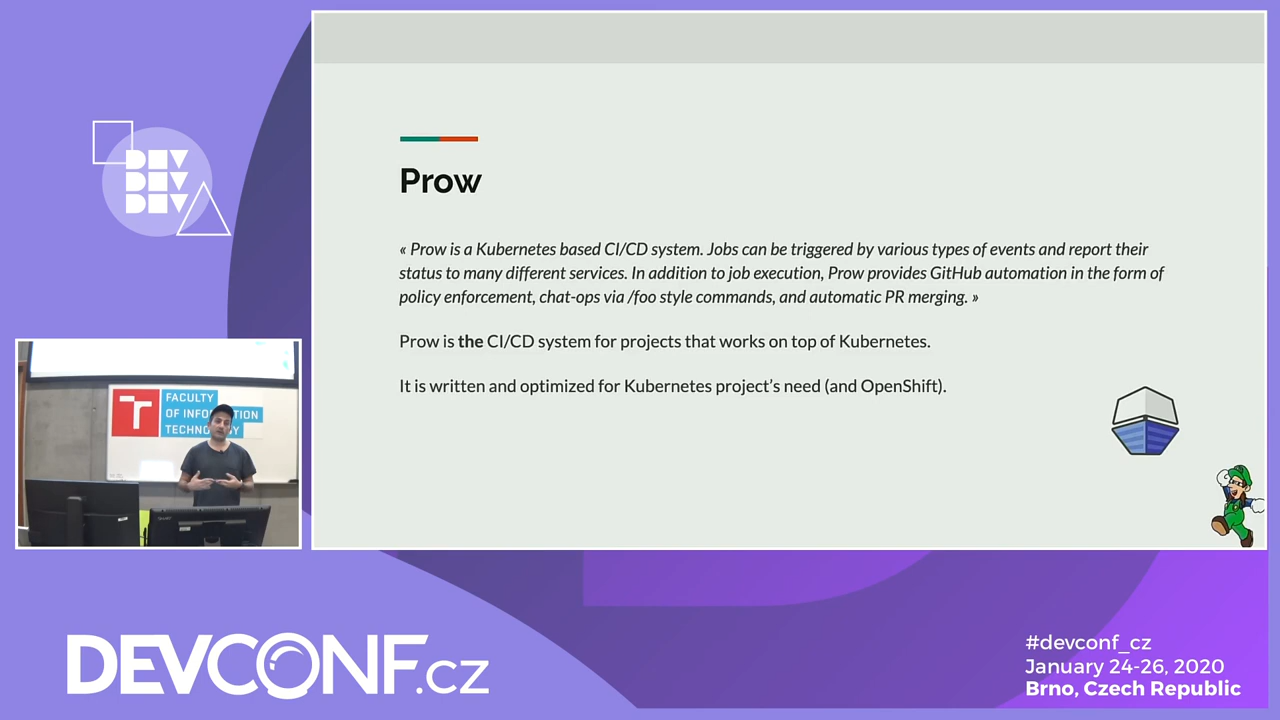 DEV
DEV
DEV
Prow
« Prow is a Kubernetes based CI/CD system. Jobs can be triggered by various types of events and report their
status to many different services. In addition to job execution, Prow provides GitHub automation in the form of
policy enforcement, chat-ops via /foo style commands, and automatic PR merging. »
Prow is the CI/CD system for projects that works on top of Kubernetes.
It is written and optimized for Kubernetes project's need (and OpenShift).
FACULTY
OF INFO TION
TECHNO GY
DEVCONF.cz
#devconf_cz
January 24-26, 2020
Brno, Czech Republic